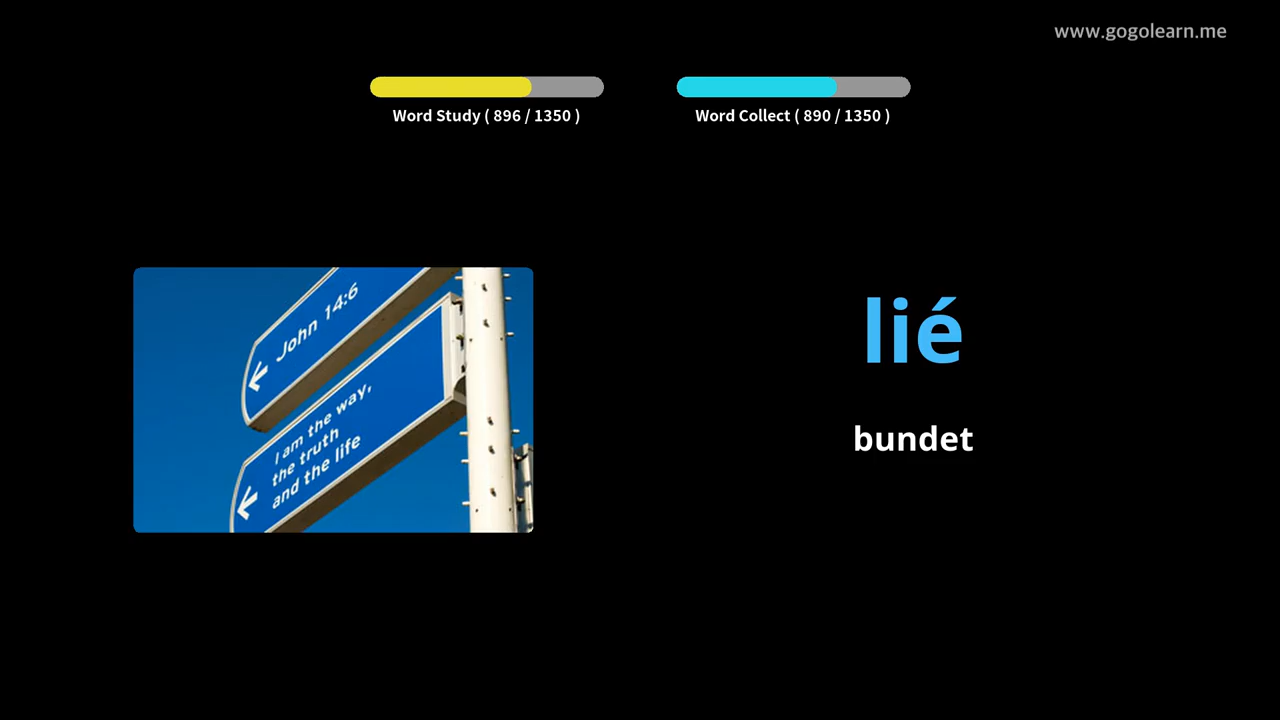 www.gogolearn.me
Word Study ( 896 / 1350 )
Word Collect ( 890 / 1350 )
John 14:6
I am the way,
the truth
and the life
lié
bundet